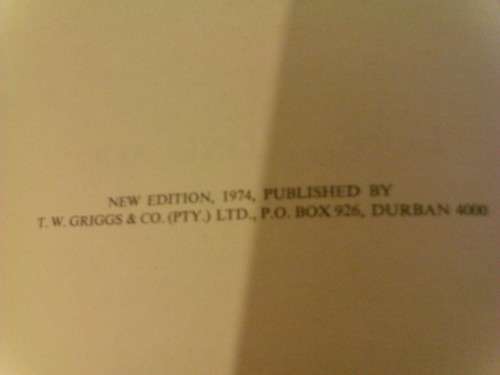 NEW EDITION, 1974, PUBLISHED BY
T. W. GRIGGS & CO. (PTY.) LTD., P.O. BOX 926, DURBAN 4000